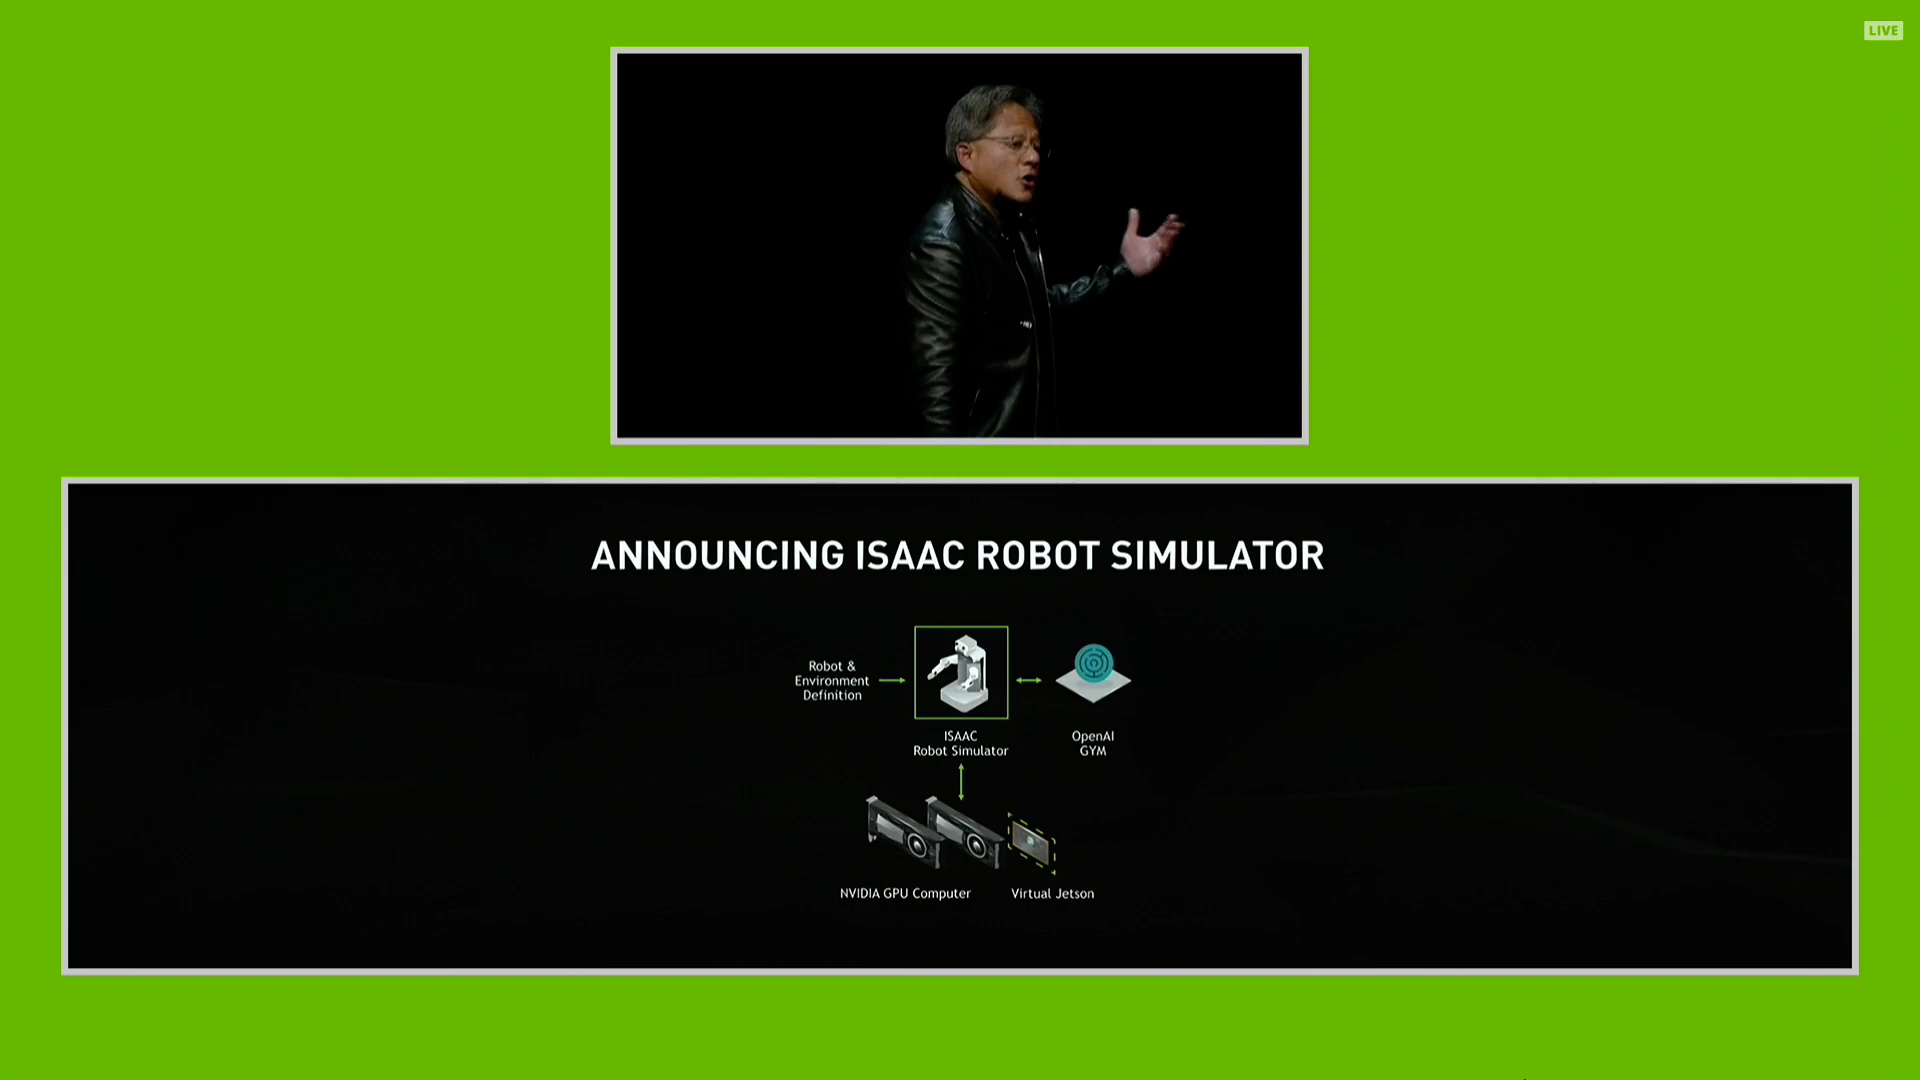 LIVE
ANNOUNCING ISAAC ROBOT SIMULATOR
Robot &
Environment
Definition
ISAAC
Robot Simulator
OpenAI
GYM
NVIDIA GPU Computer
Virtual Jetson